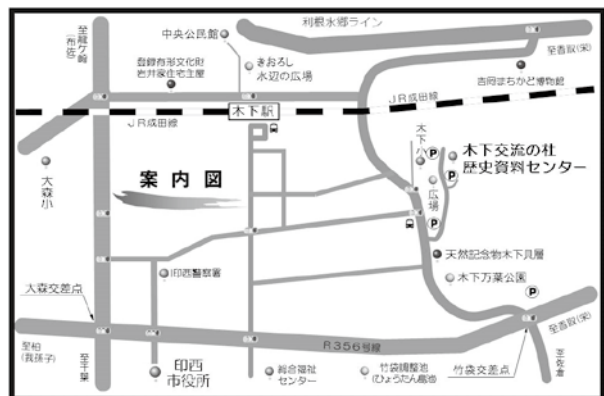 利根水郷ライン
中央公民館
至龍ケ崎
(布佐)
登録有形文化財
岩井家住宅主屋
きおろし
水辺の広場
至香取(栄)
吉岡まちかど博物館
木下駅
JR成田線
JR成田線
木下小
P
木下交流の杜
歴史資料センター
P
広場
P
大森小
案内図
天然記念物木下貝層
印西警察署
木下万葉公園
P
大森交差点
至香取(栄)
R356号線
至柏
(我孫子)
至千葉
印西
市役所
総合福祉
センター
竹袋調整池
(ひょうたん池)
竹袋交差点
至佐倉